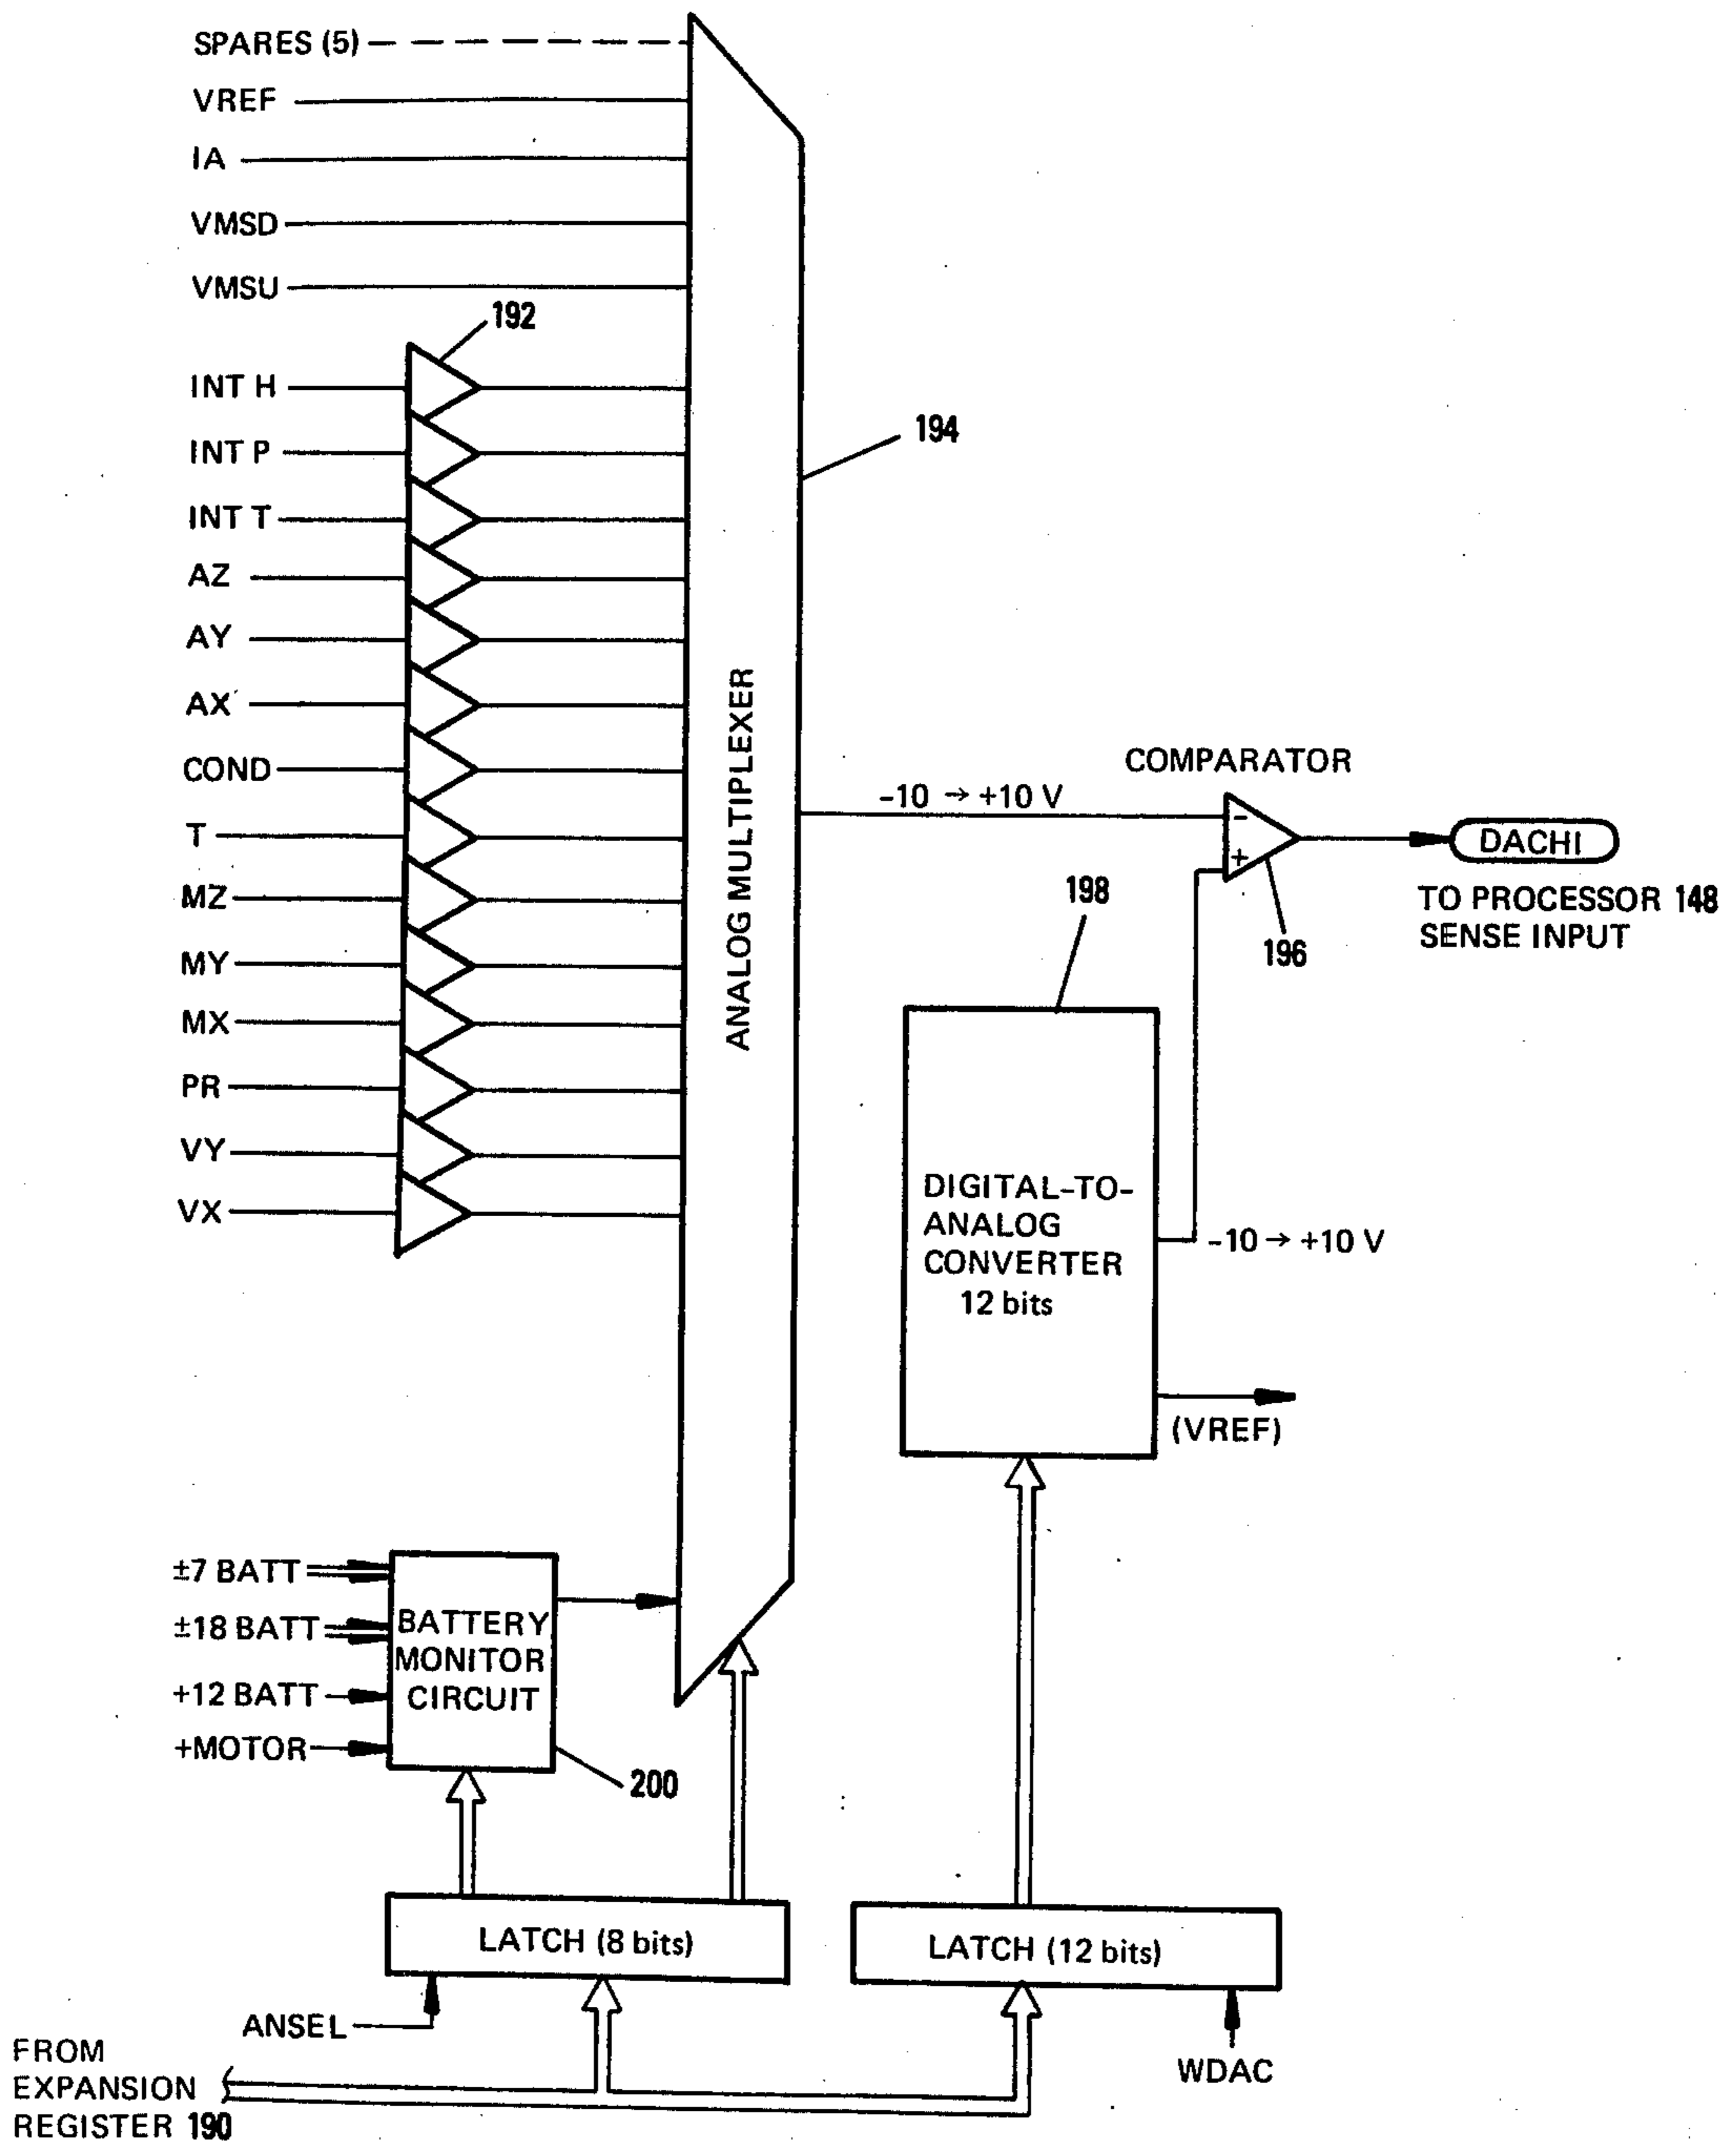 SPARES (5)
VREF
IA
VMSD
VMSU
192
INT H
INT P
INT T
AZ
AY
AX
COND
T
MZ
MY
MX
PR
VY
VX
ANALOG MULTIPLEXER
194
-10 → +10 V
COMPARATOR
-
+
196
DACHI
TO PROCESSOR 148
SENSE INPUT
198
DIGITAL-TO-
ANALOG
CONVERTER
12 bits
-10 → +10 V
(VREF)
±7 BATT
±18 BATT
+12 BATT
+MOTOR
BATTERY
MONITOR
CIRCUIT
200
LATCH (8 bits)
LATCH (12 bits)
ANSEL
WDAC
FROM
EXPANSION
REGISTER 190